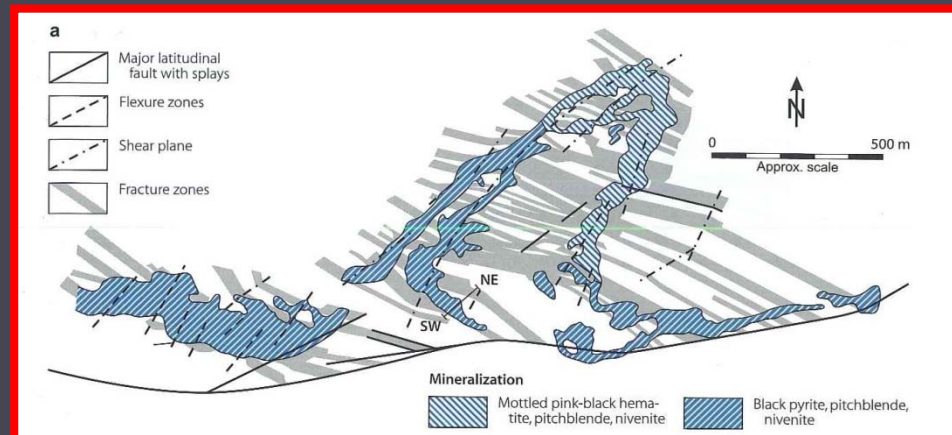 a
Major latitudinal
fault with splays
Flexure zones
Shear plane
Fracture zones
N
0 500 m
Approx. scale
NE
SW
Mineralization
Mottled pink-black hema-
tite, pitchblende, nivenite
Black pyrite, pitchblende,
nivenite